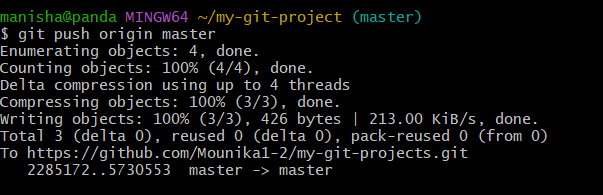 manisha@panda MINGW64 ~/my-git-project (master)
$ git push origin master
Enumerating objects: 4, done.
Counting objects: 100% (4/4), done.
Delta compression using up to 4 threads
Compressing objects: 100% (3/3), done.
Writing objects: 100% (3/3), 426 bytes | 213.00 KiB/s, done.
Total 3 (delta 0), reused 0 (delta 0), pack-reused 0 (from 0)
To https://github.com/Mounika1-2/my-git-projects.git
   2285172..5730553  master -> master